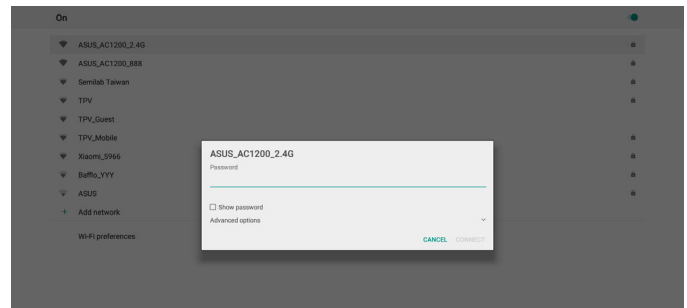 On
ASUS_AC1200_2.4G
ASUS_AC1200_888
Semilab Taiwan
TPV
TPV_Guest
TPV_Mobile
Xiaomi_5966
Bafflo_YYY
ASUS
+ Add network
Wi-Fi preferences
ASUS_AC1200_2.4G
Password
Show password
Advanced options
CANCEL CONNECT